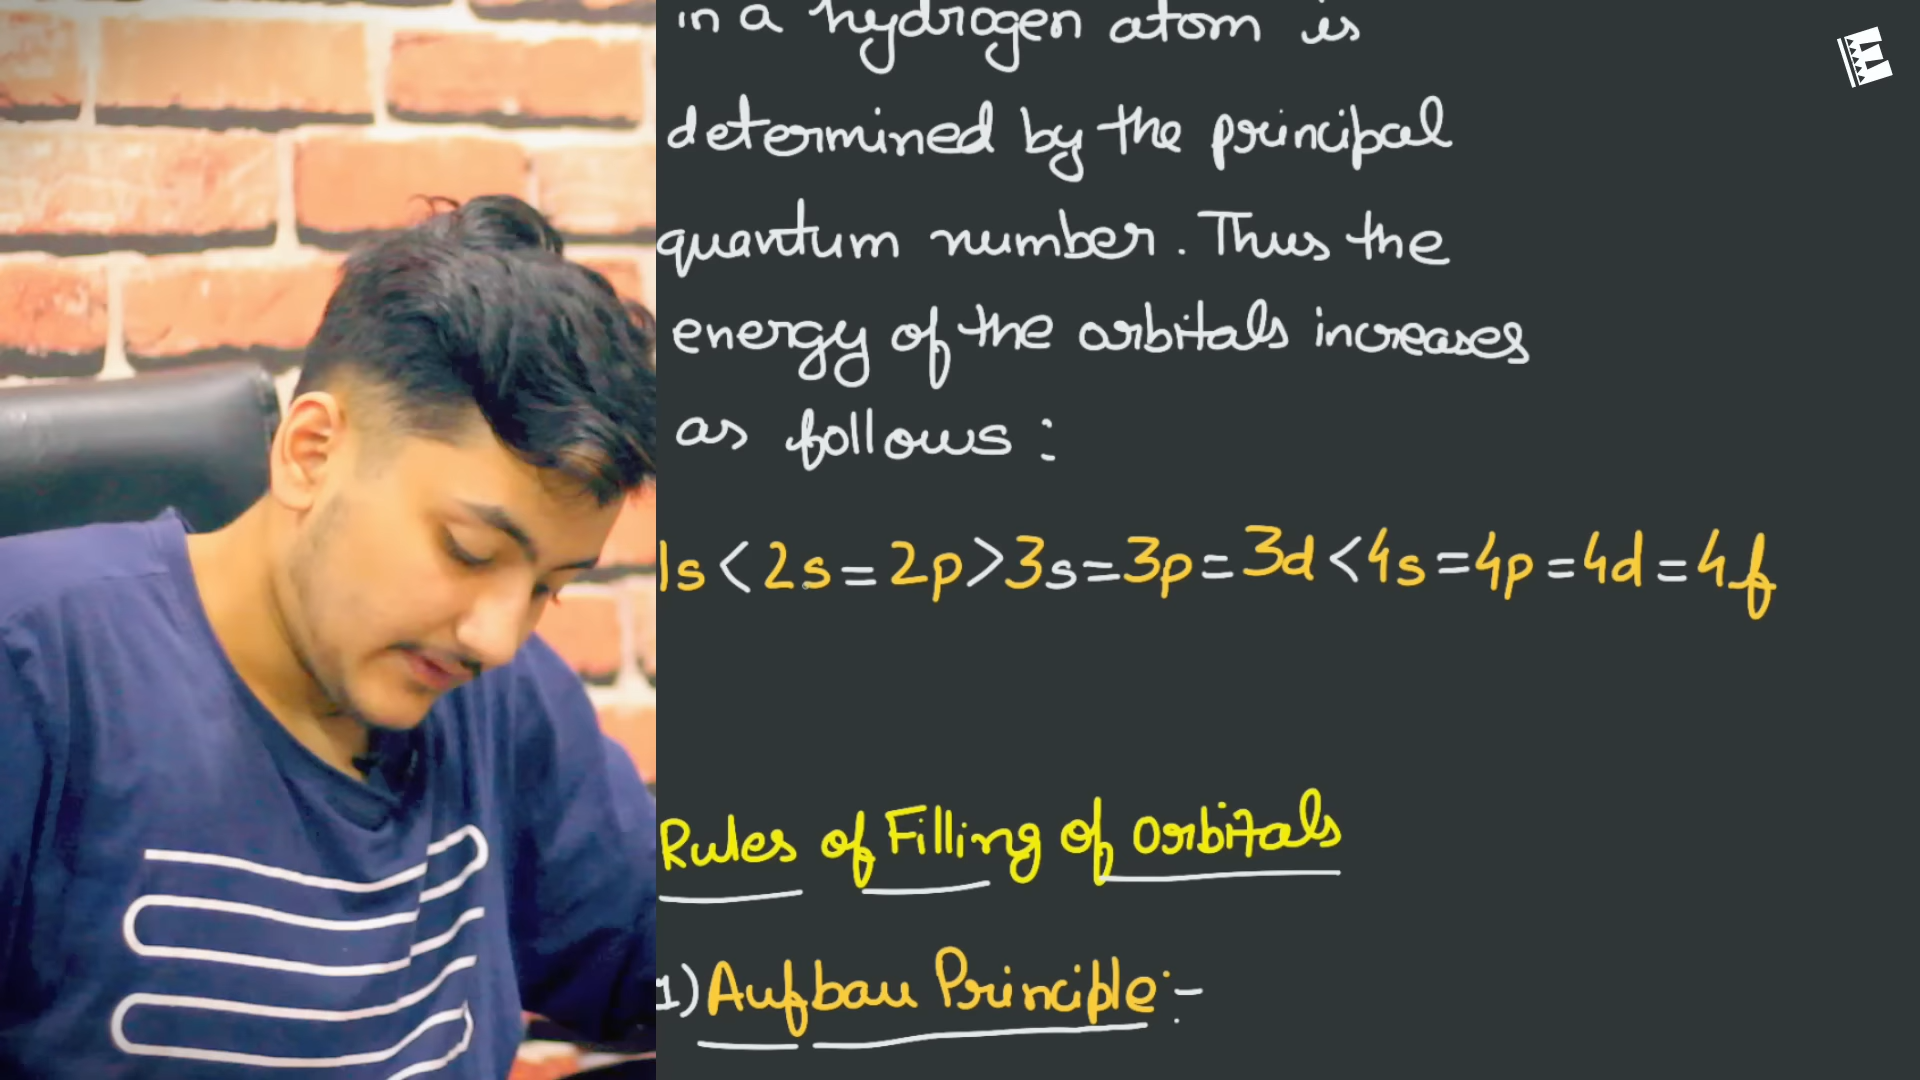 in a hydrogen atom is
determined by the principal
quantum number. Thus the
energy of the orbitals increases
as follows :
1s < 2s = 2p > 3s = 3p = 3d < 4s = 4p = 4d = 4f
Rules of Filling of orbitals
1) Aufbau Principle :-